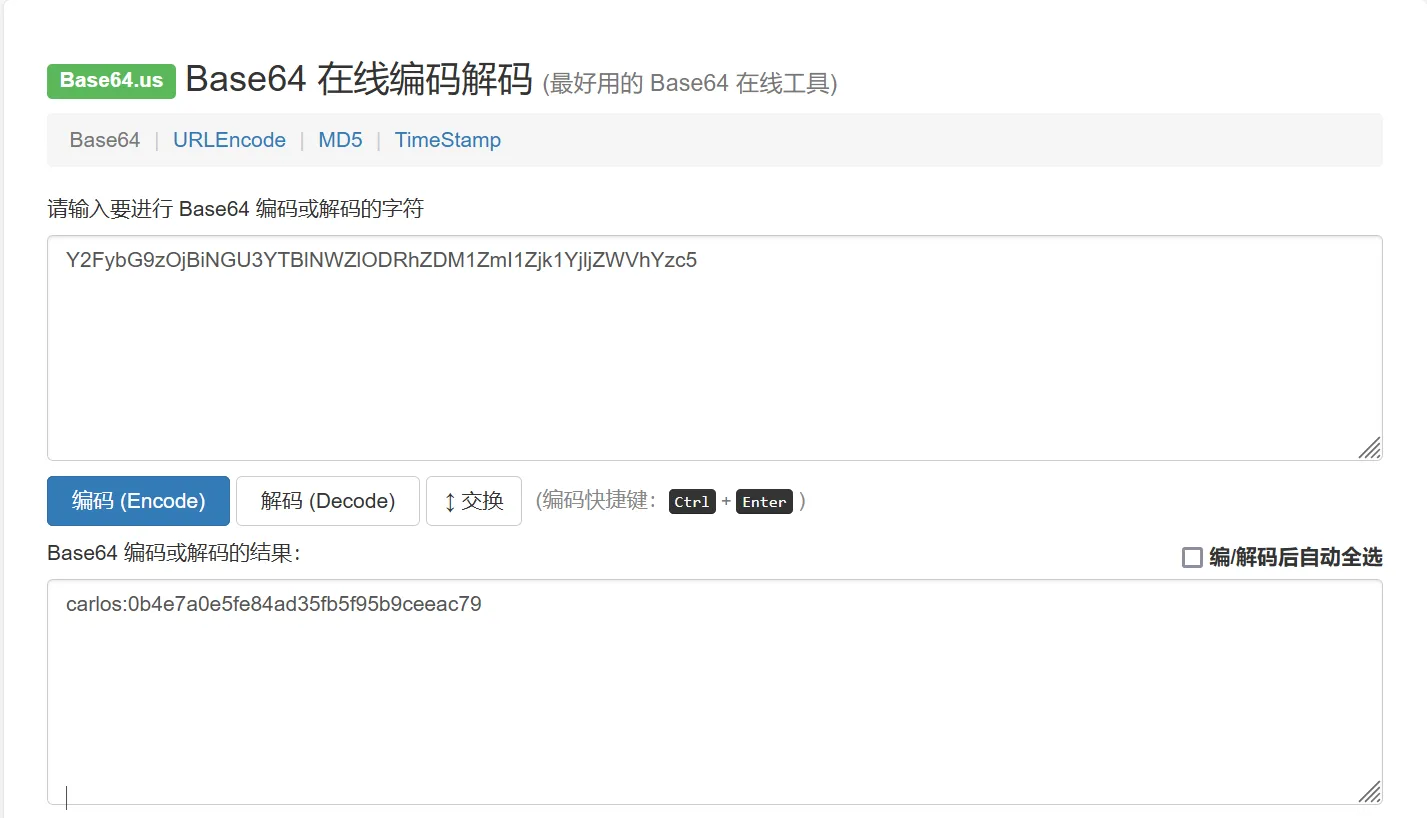 Base64.us Base64 在线编码解码 (最好用的 Base64 在线工具)
Base64 | URLEncode | MD5 | TimeStamp
请输入要进行 Base64 编码或解码的字符
Y2FybG9zOjBiNGU3YTBlNWZlODRhZDM1ZmI1Zjk1YjljZWVhYzc5
编码 (Encode) 解码 (Decode) ↕ 交换 (编码快捷键： Ctrl + Enter )
Base64 编码或解码的结果： 编/解码后自动全选
carlos:0b4e7a0e5fe84ad35fb5f95b9ceeac79